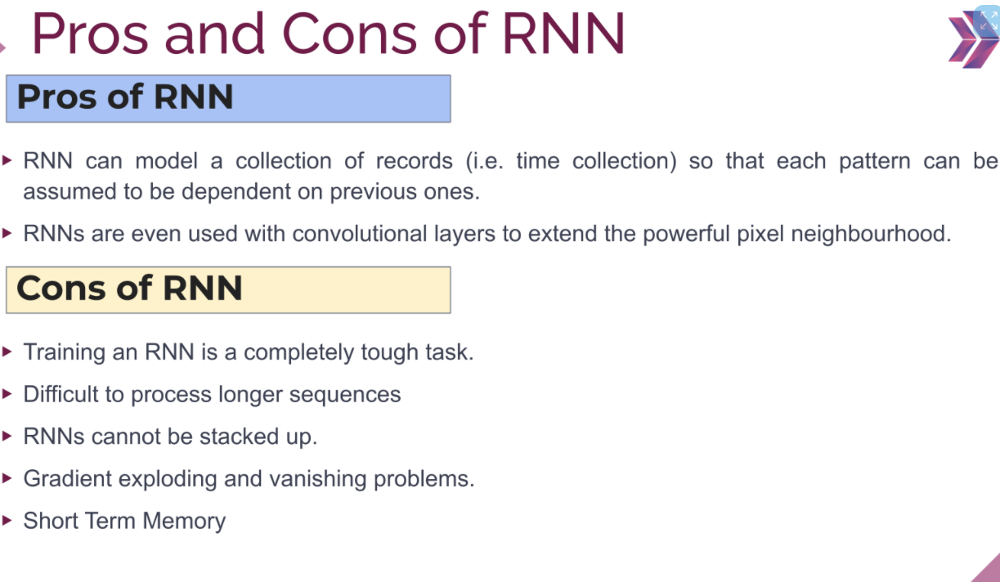 Pros and Cons of RNN
Pros of RNN
RNN can model a collection of records (i.e. time collection) so that each pattern can be
assumed to be dependent on previous ones.
RNNs are even used with convolutional layers to extend the powerful pixel neighbourhood.
Cons of RNN
Training an RNN is a completely tough task.
Difficult to process longer sequences
RNNs cannot be stacked up.
Gradient exploding and vanishing problems.
Short Term Memory